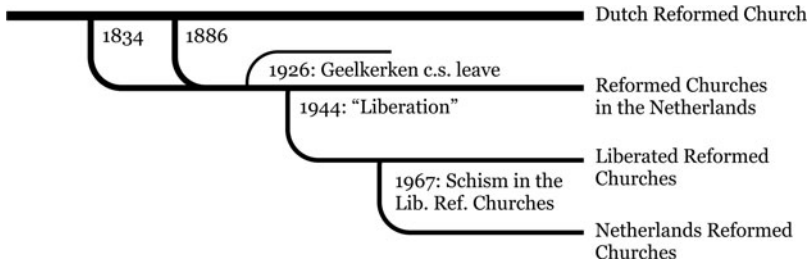 Dutch Reformed Church
1834
1886
1926: Geelkerken c.s. leave
Reformed Churches
in the Netherlands
1944: “Liberation”
Liberated Reformed
Churches
1967: Schism in the
Lib. Ref. Churches
Netherlands Reformed
Churches